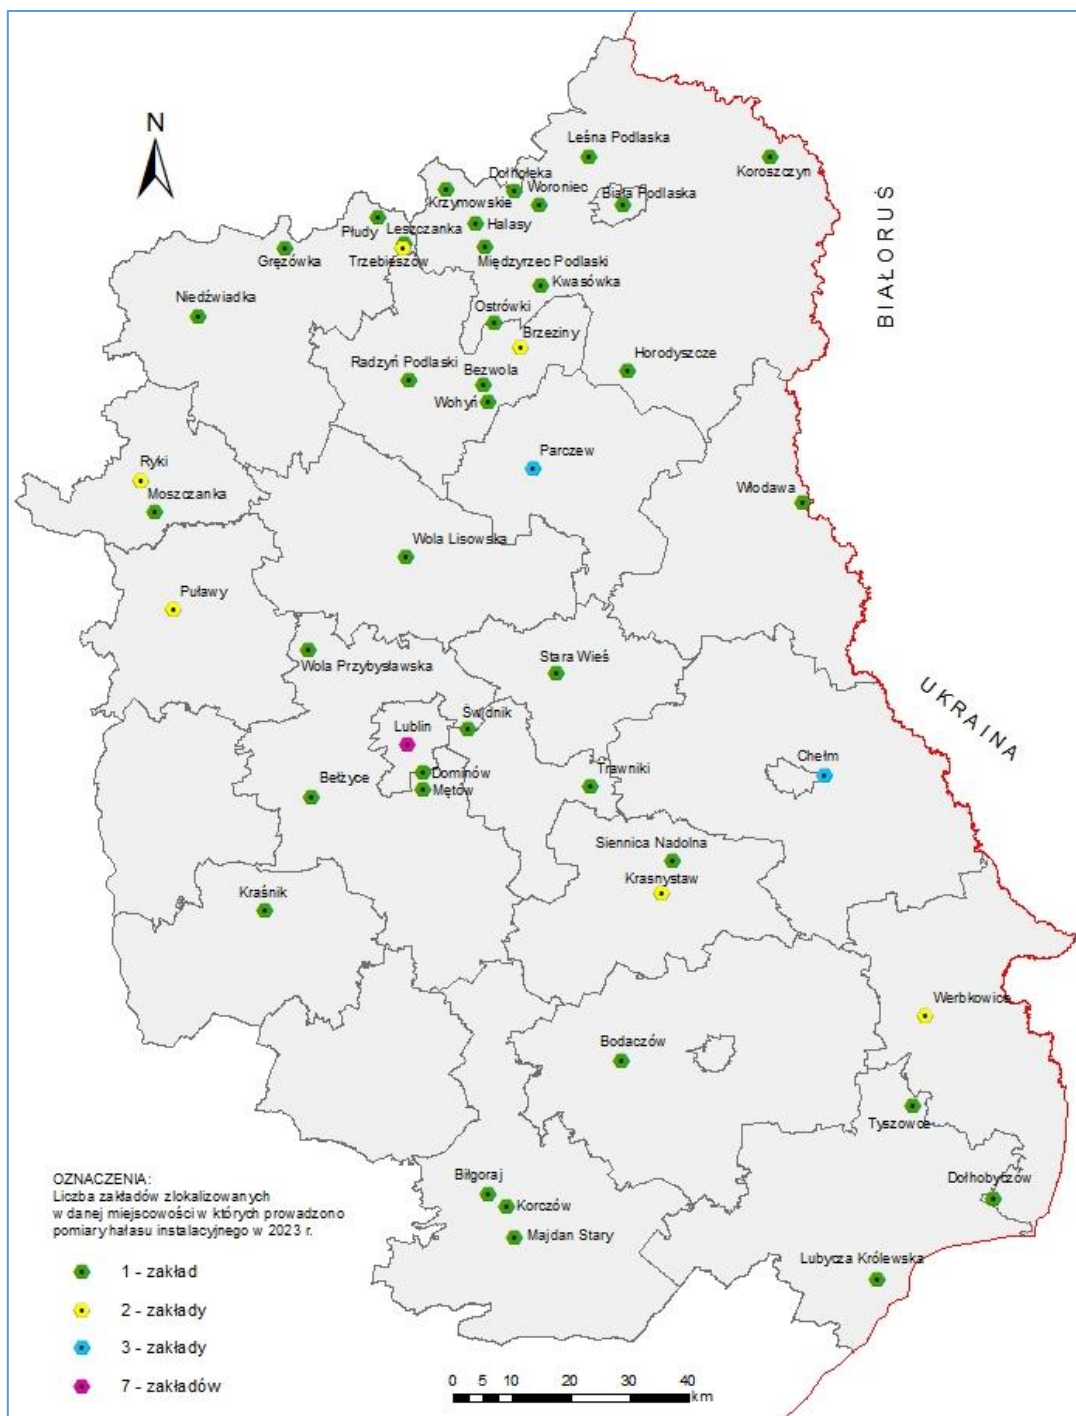 N
Leśna Podlaska
Koroszczyn
Dołhołęka
Krzymowskie
Woroniec
Biała Podlaska
BIAŁORUŚ
Płudy
Leszczanka
Halasy
Gręzówka
Trzebieszów
Międzyrzec Podlaski
Kwasówka
Niedźwiadka
Ostrówki
Brzeziny
Radzyń Podlaski
Bezwola
Horodyszcze
Wohyń
Ryki
Parczew
Moszczanka
Włodawa
Wola Lisowska
Puławy
Wola Przybysławska
Stara Wieś
UKRAINA
Lublin
Świdnik
Chełm
Bełżyce
Dominów
Mętów
Trawniki
Siennica Nadolna
Krasnystaw
Kraśnik
Werbkowice
Bodaczów
Tyszowce
Dołhobyczów
Biłgoraj
Korczów
Majdan Stary
Lubycza Królewska
OZNACZENIA:
Liczba zakładów zlokalizowanych
w danej miejscowości w których prowadzono
pomiary hałasu instalacyjnego w 2023 r.
1 - zakład
2 - zakłady
3 - zakłady
7 - zakładów
0 5 10 20 30 40
km